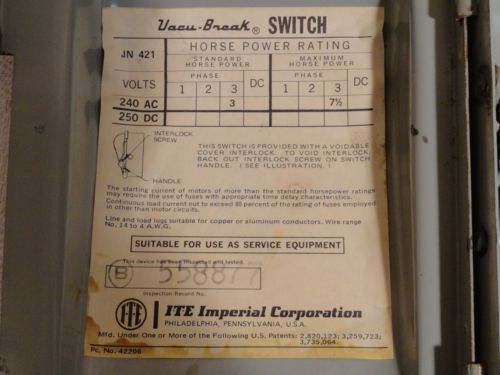 Vacu-Break® SWITCH
JN 421
HORSE POWER RATING
STANDARD HORSE POWER
MAXIMUM HORSE POWER
VOLTS
PHASE
DC
PHASE
DC
1 2 3
1 2 3
240 AC 3 7½
250 DC
INTERLOCK
SCREW
HANDLE
THIS SWITCH IS PROVIDED WITH A VOIDABLE
COVER INTERLOCK. TO VOID INTERLOCK,
BACK OUT INTERLOCK SCREW ON SWITCH
HANDLE. ( SEE ILLUSTRATION. )
The starting current of motors of more than the standard horsepower ratings
may require the use of fuses with appropriate time delay characteristics.
Continuous load current not to exceed 80 percent of the rating of fuses employed
in other than motor circuits.
Line and load lugs suitable for copper or aluminum conductors. Wire range
No. 14 to 4 A.W.G.
SUITABLE FOR USE AS SERVICE EQUIPMENT
This device has been inspected and tested.
B 558877
Inspection Record No.
ITE
ITE Imperial Corporation
PHILADELPHIA, PENNSYLVANIA, U.S.A.
Mfd. Under One or More of the Following U.S. Patents: 2,820,123; 3,259,723;
3,735,064.
Pc. No. 42206